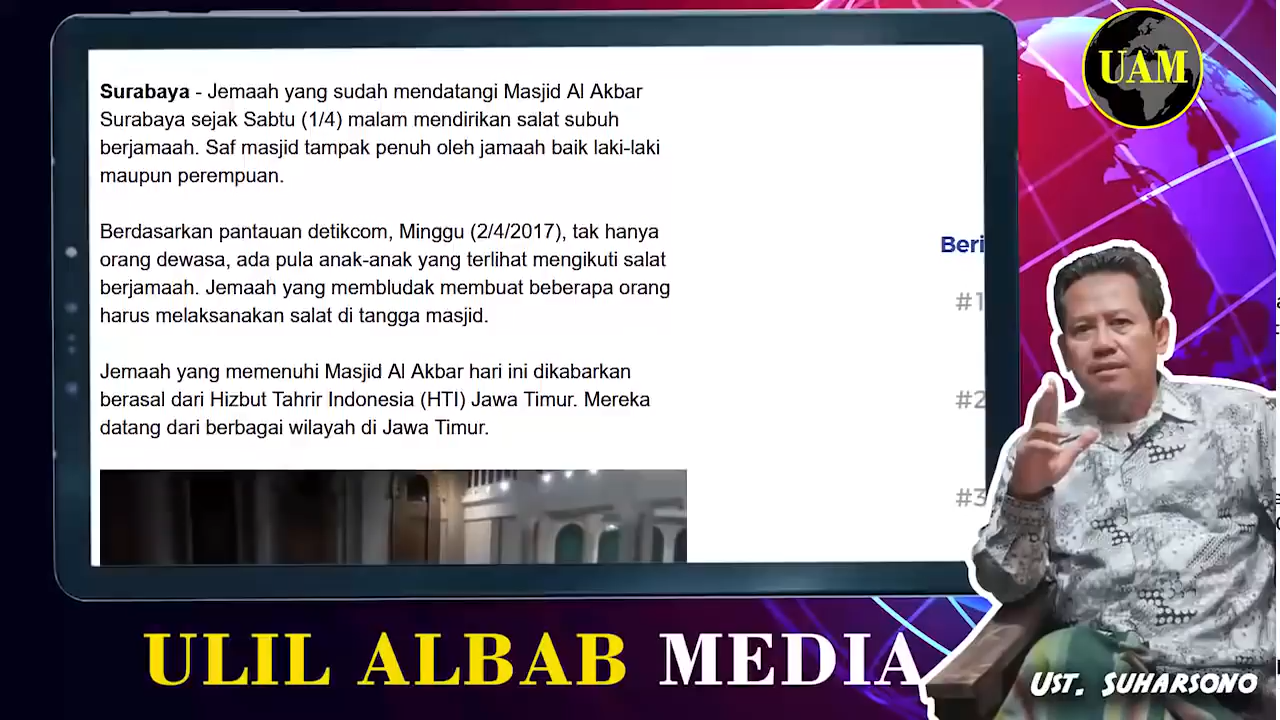 UAM
Surabaya - Jemaah yang sudah mendatangi Masjid Al Akbar
Surabaya sejak Sabtu (1/4) malam mendirikan salat subuh
berjamaah. Saf masjid tampak penuh oleh jamaah baik laki-laki
maupun perempuan.
Berdasarkan pantauan detikcom, Minggu (2/4/2017), tak hanya
orang dewasa, ada pula anak-anak yang terlihat mengikuti salat
berjamaah. Jemaah yang membludak membuat beberapa orang
harus melaksanakan salat di tangga masjid.
Jemaah yang memenuhi Masjid Al Akbar hari ini dikabarkan
berasal dari Hizbut Tahrir Indonesia (HTI) Jawa Timur. Mereka
datang dari berbagai wilayah di Jawa Timur.
Beri
#1
#2
#3
ULIL ALBAB MEDIA
UST. SUHARSONO